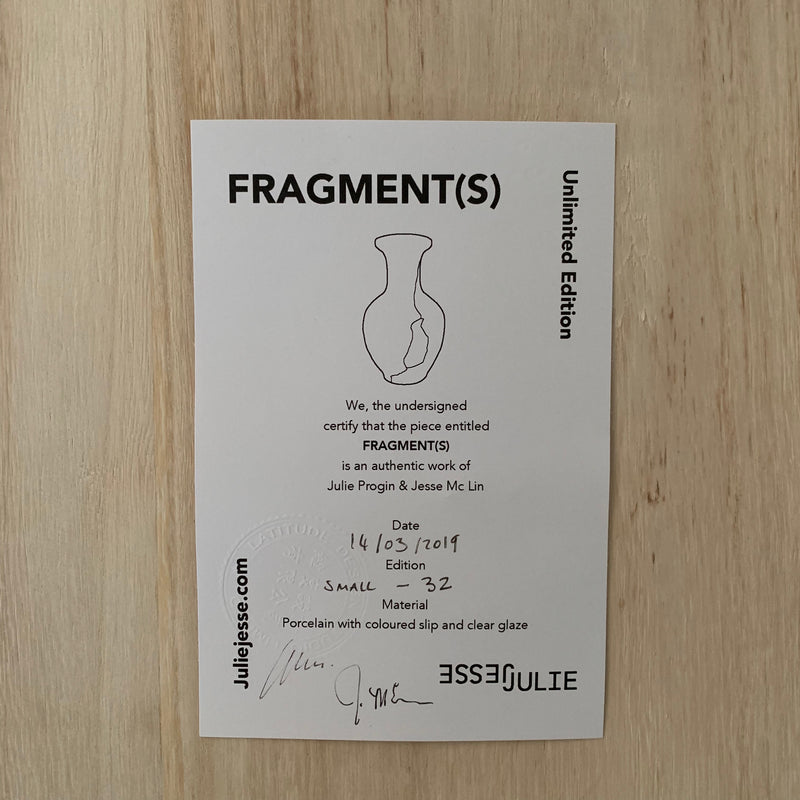 FRAGMENT(S)
Unlimited Edition
We, the undersigned
certify that the piece entitled
FRAGMENT(S)
is an authentic work of
Julie Progin & Jesse Mc Lin
Date
14/03/2019
Edition
SMALL - 32
Material
Porcelain with coloured slip and clear glaze
Juliejesse.com
LATITUDE
JULIE